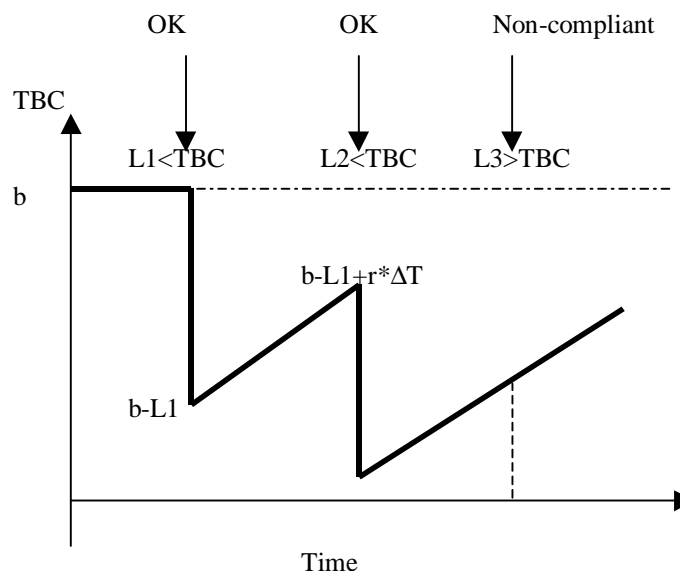 OK OK Non-compliant
TBC
L1<TBC L2<TBC L3>TBC
b
b-L1+r*ΔT
b-L1
Time